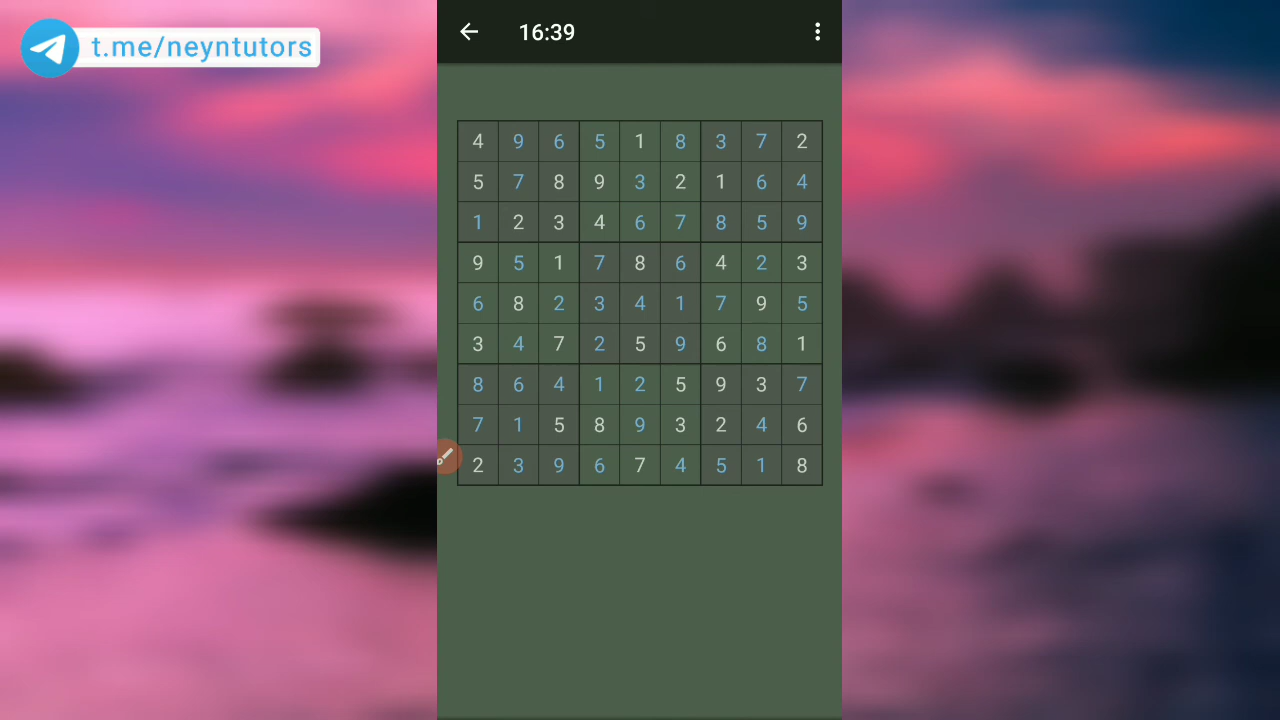 t.me/neyntutors
16:39
4 9 6 5 1 8 3 7 2
5 7 8 9 3 2 1 6 4
1 2 3 4 6 7 8 5 9
9 5 1 7 8 6 4 2 3
6 8 2 3 4 1 7 9 5
3 4 7 2 5 9 6 8 1
8 6 4 1 2 5 9 3 7
7 1 5 8 9 3 2 4 6
2 3 9 6 7 4 5 1 8